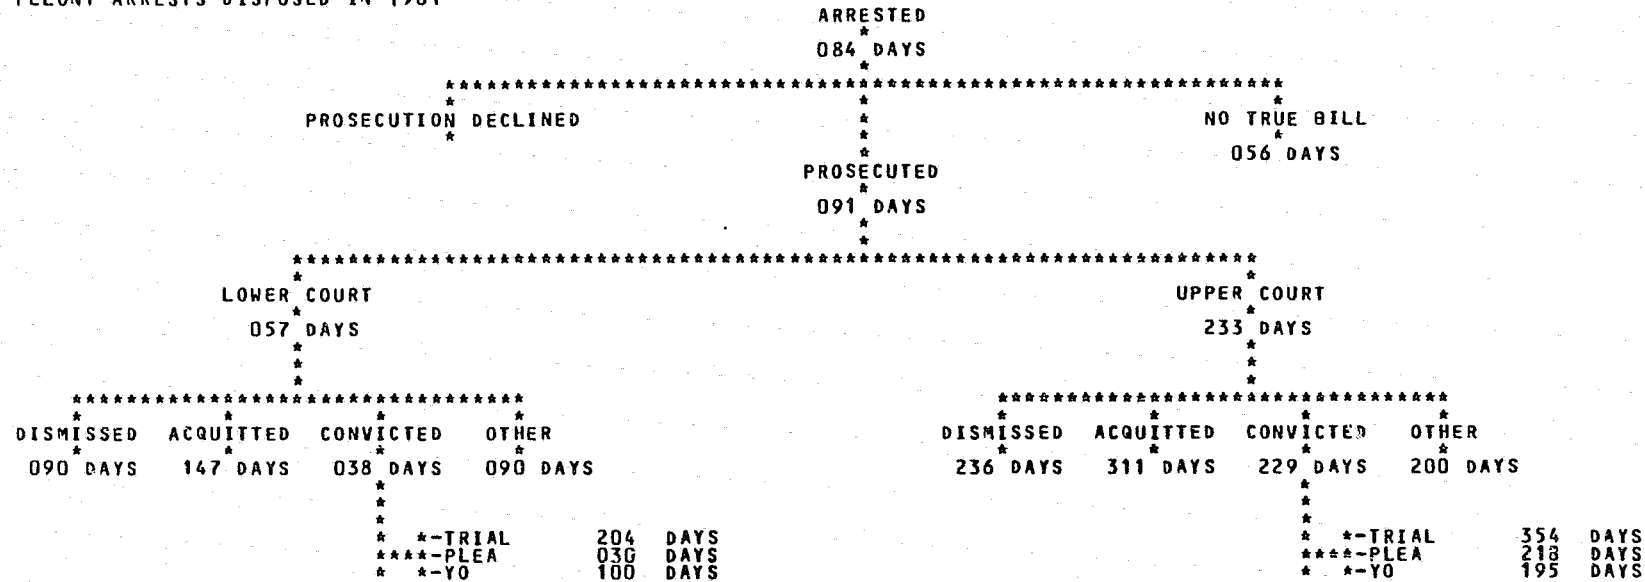 FELONY ARRESTS DISPOSED IN 1981
ARRESTED
084 DAYS
PROSECUTION DECLINED
NO TRUE BILL
056 DAYS
PROSECUTED
091 DAYS
LOWER COURT
057 DAYS
UPPER COURT
233 DAYS
DISMISSED ACQUITTED CONVICTED OTHER
090 DAYS 147 DAYS 038 DAYS 090 DAYS
*-TRIAL 204 DAYS
****-PLEA 030 DAYS
* *-YO 100 DAYS
DISMISSED ACQUITTED CONVICTED OTHER
236 DAYS 311 DAYS 229 DAYS 200 DAYS
*-TRIAL 354 DAYS
****-PLEA 218 DAYS
* *-YO 195 DAYS